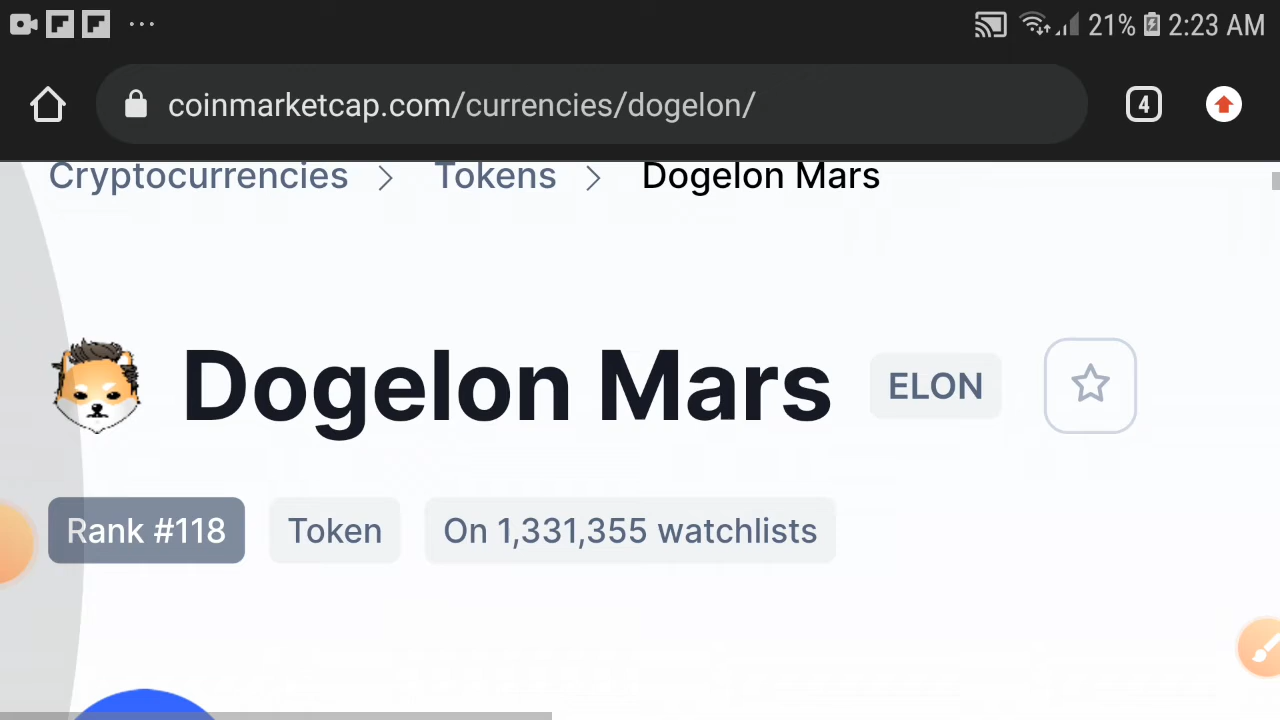 21% 2:23 AM
coinmarketcap.com/currencies/dogelon/
4
Cryptocurrencies > Tokens > Dogelon Mars
Dogelon Mars ELON
Rank #118 Token On 1,331,355 watchlists